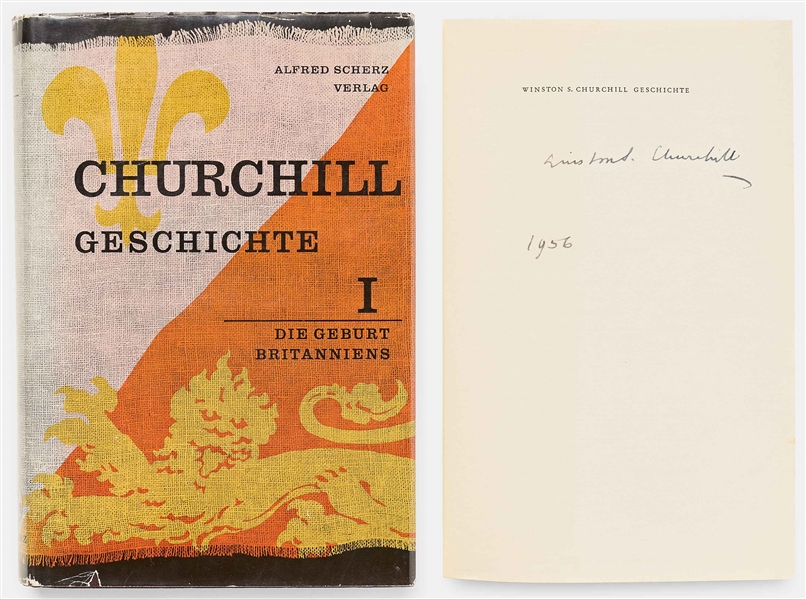 ALFRED SCHERZ
VERLAG
CHURCHILL
GESCHICHTE
I
DIE GEBURT
BRITANNIENS
WINSTON S. CHURCHILL GESCHICHTE
Winston S. Churchill
1956